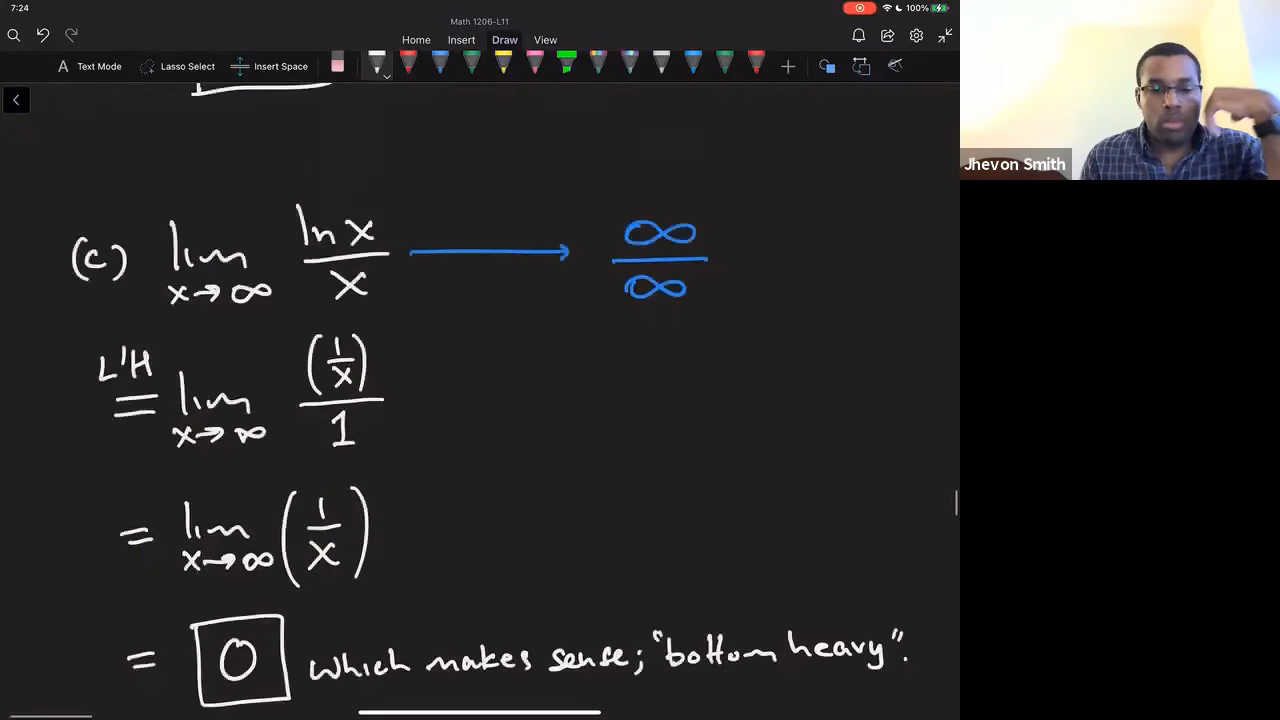 7:24
100%
Math 1206-L11
Home Insert Draw View
A Text Mode Lasso Select Insert Space
Jhevon Smith
(c) lim x→∞ ln x / x → ∞/∞
L'H = lim x→∞ (1/x) / 1
= lim x→∞ (1/x)
= 0 which makes sense; "bottom heavy".